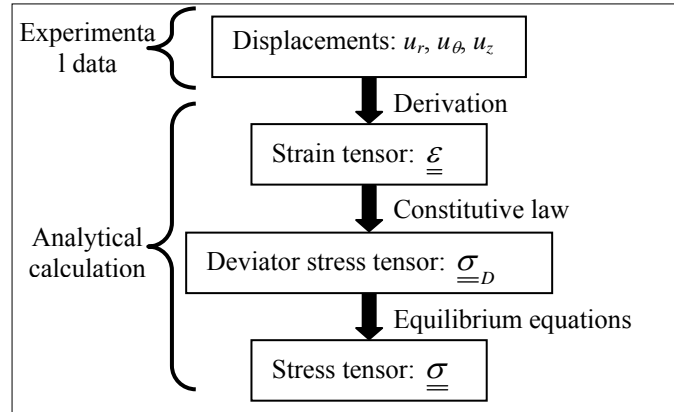 Experimenta
l data
Displacements: u_r, u_θ, u_z
Derivation
Strain tensor: ε
Constitutive law
Analytical
calculation
Deviator stress tensor: σ_D
Equilibrium equations
Stress tensor: σ